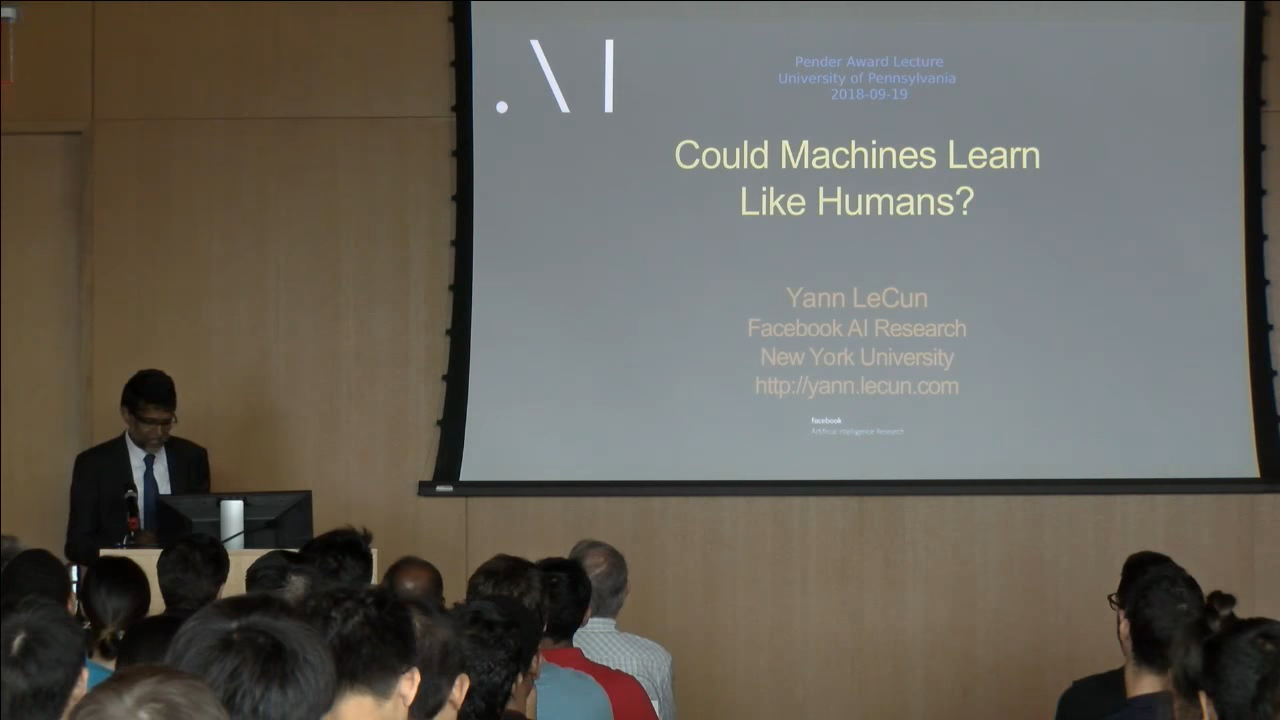 .\I
Pender Award Lecture
University of Pennsylvania
2018-09-19
Could Machines Learn
Like Humans?
Yann LeCun
Facebook AI Research
New York University
http://yann.lecun.com
facebook
Artificial Intelligence Research